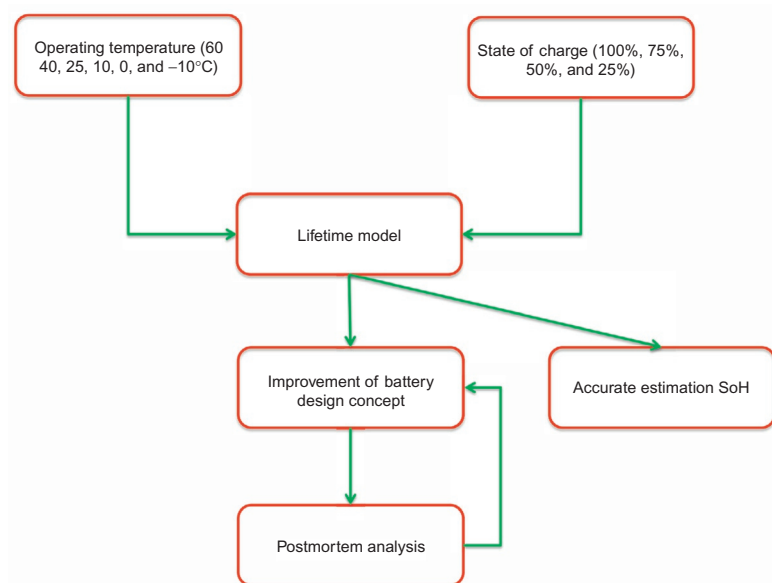 Operating temperature (60
40, 25, 10, 0, and −10°C)
State of charge (100%, 75%,
50%, and 25%)
Lifetime model
Improvement of battery
design concept
Accurate estimation SoH
Postmortem analysis